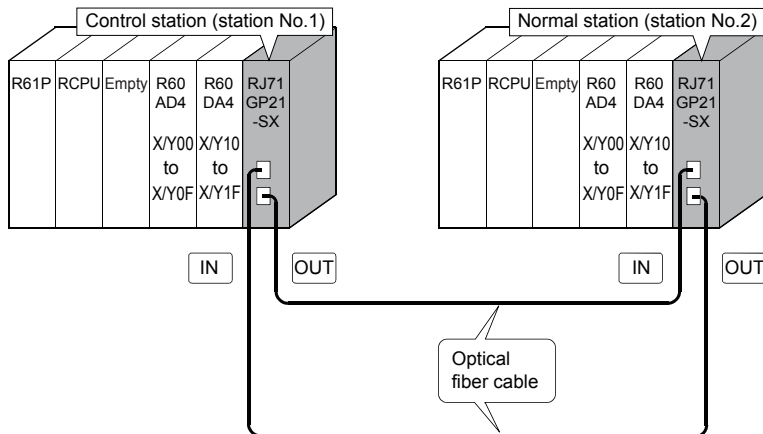 Control station (station No.1)
R61P
RCPU
Empty
R60
AD4
X/Y00
to
X/Y0F
R60
DA4
X/Y10
to
X/Y1F
RJ71
GP21
-SX
IN
OUT
Normal station (station No.2)
R61P
RCPU
Empty
R60
AD4
X/Y00
to
X/Y0F
R60
DA4
X/Y10
to
X/Y1F
RJ71
GP21
-SX
IN
OUT
Optical
fiber cable